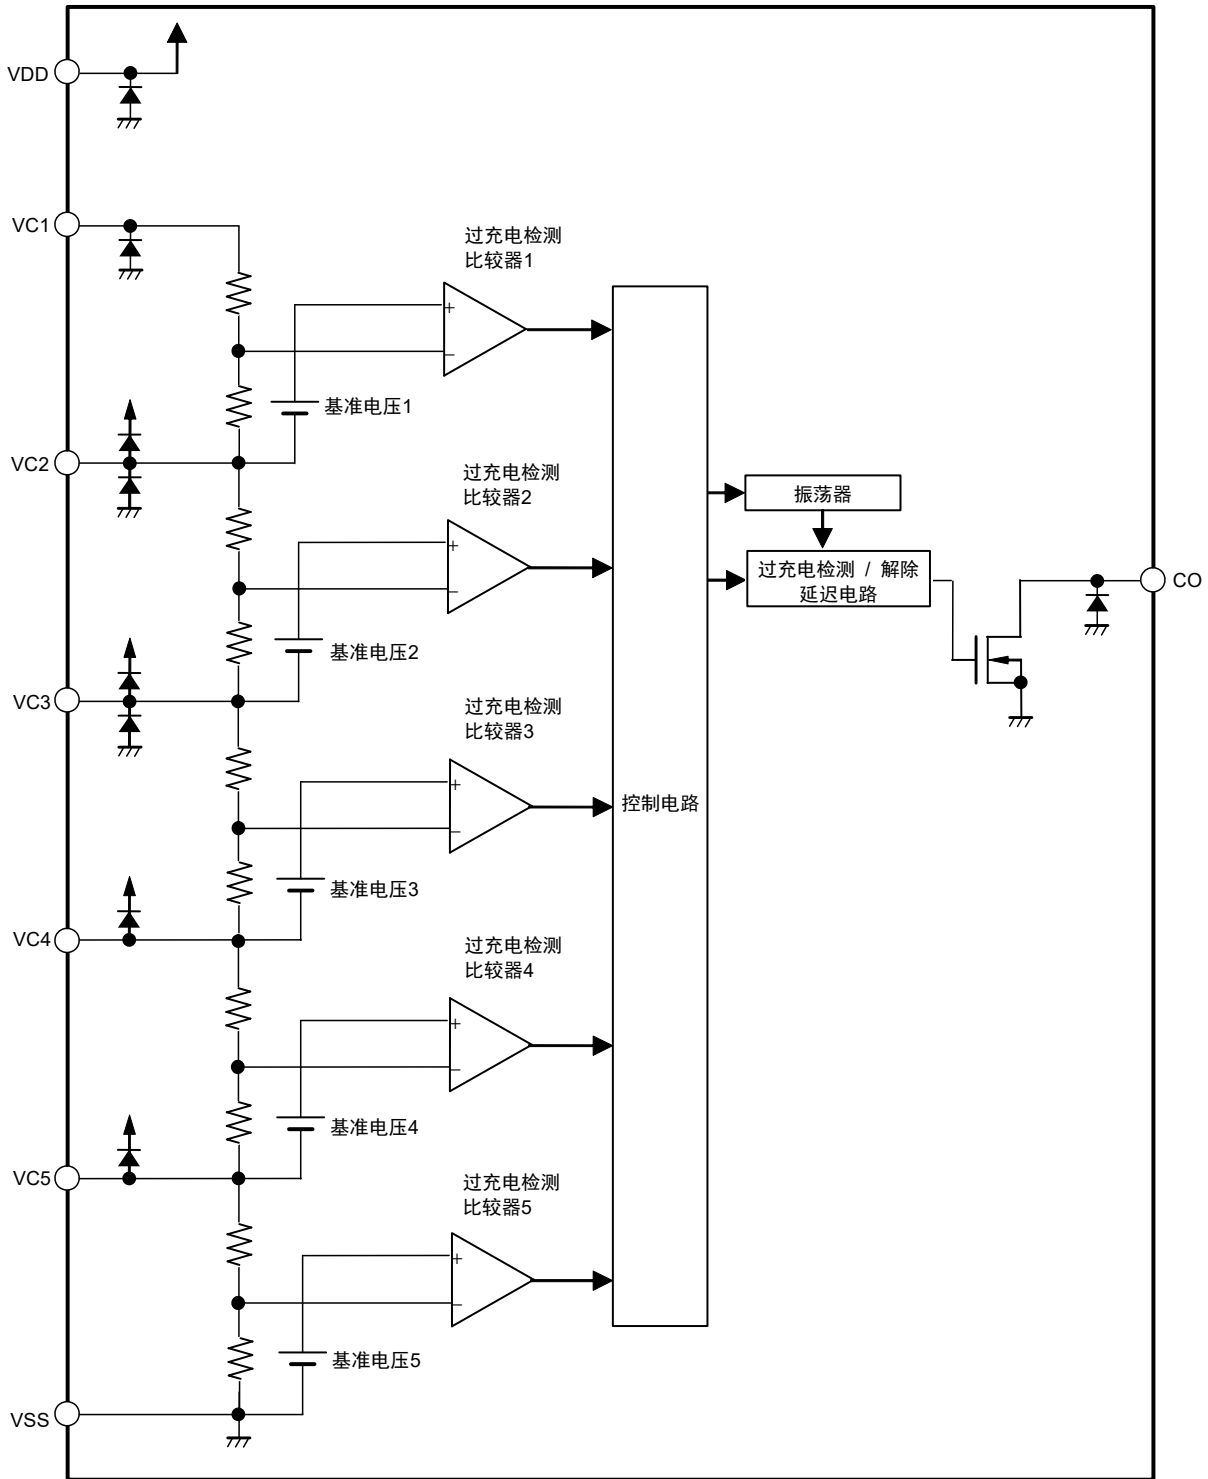 VDD
VC1
过充电检测
比较器1
+
−
基准电压1
VC2
过充电检测
比较器2
+
−
振荡器
过充电检测 / 解除
延迟电路
CO
基准电压2
VC3
过充电检测
比较器3
+
−
控制电路
基准电压3
VC4
过充电检测
比较器4
+
−
基准电压4
VC5
过充电检测
比较器5
+
−
基准电压5
VSS